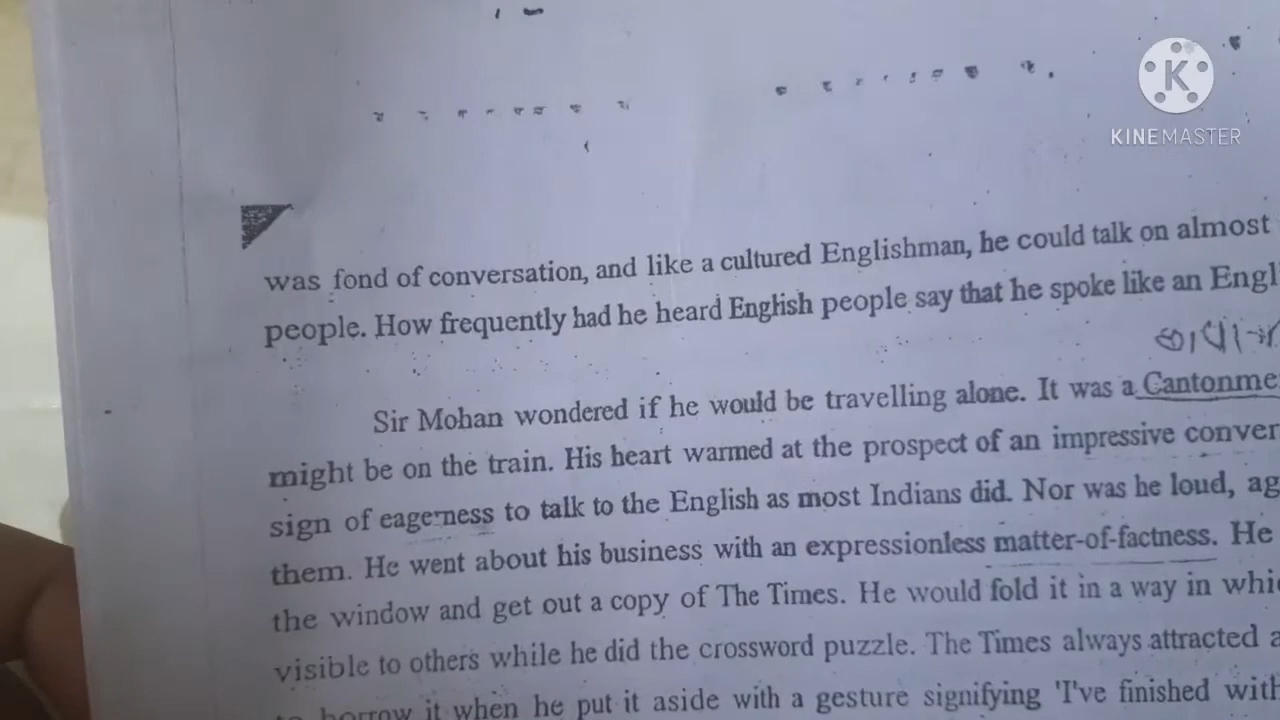 K
KINEMASTER
was fond of conversation, and like a cultured Englishman, he could talk on almost
people. How frequently had he heard English people say that he spoke like an Engl
Sir Mohan wondered if he would be travelling alone. It was a Cantonme
might be on the train. His heart warmed at the prospect of an impressive conver
sign of eagerness to talk to the English as most Indians did. Nor was he loud, ag
them. He went about his business with an expressionless matter-of-factness. He
the window and get out a copy of The Times. He would fold it in a way in whic
visible to others while he did the crossword puzzle. The Times always attracted a
to borrow it when he put it aside with a gesture signifying 'I've finished with